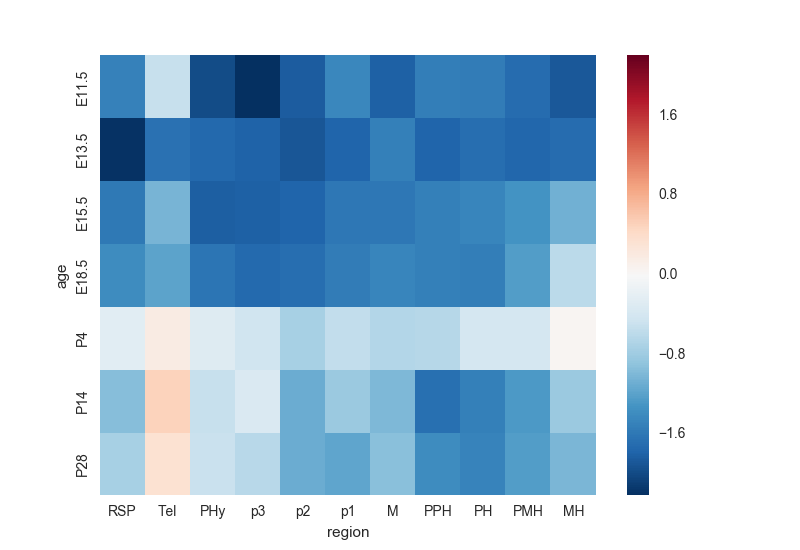 age
E11.5
E13.5
E15.5
E18.5
P4
P14
P28
RSP Tel PHy p3 p2 p1 M PPH PH PMH MH
region
1.6
0.8
0.0
−0.8
−1.6